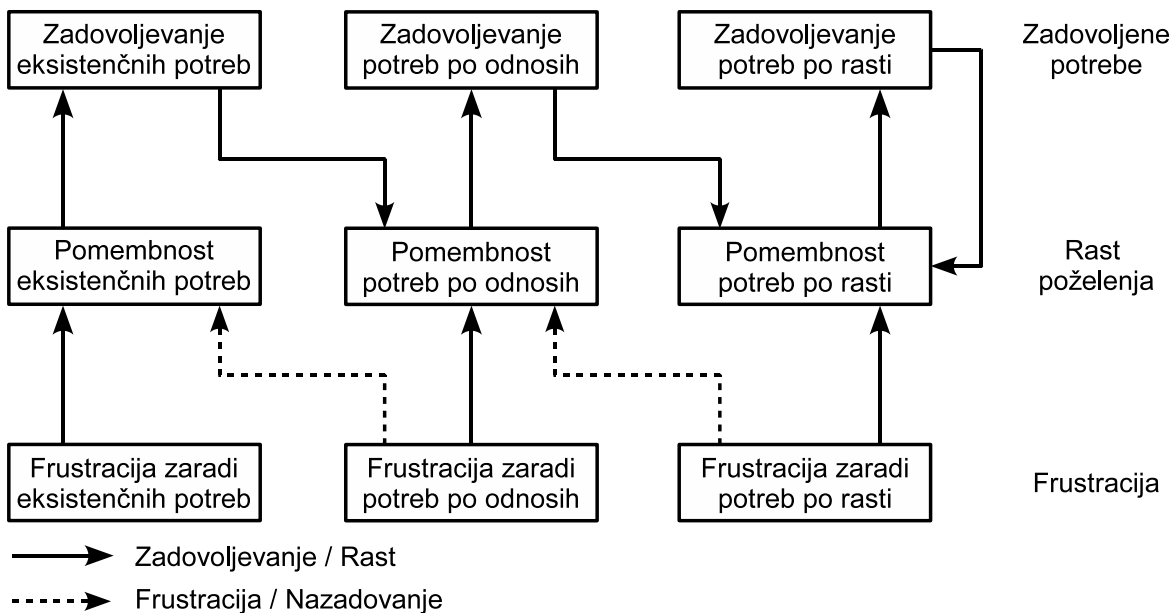 Zadovoljevanje
eksistenčnih potreb
Zadovoljevanje
potreb po odnosih
Zadovoljevanje
potreb po rasti
Zadovoljene
potrebe
Pomembnost
eksistenčnih potreb
Pomembnost
potreb po odnosih
Pomembnost
potreb po rasti
Rast
poželenja
Frustracija zaradi
eksistenčnih potreb
Frustracija zaradi
potreb po odnosih
Frustracija zaradi
potreb po rasti
Frustracija
Zadovoljevanje / Rast
Frustracija / Nazadovanje